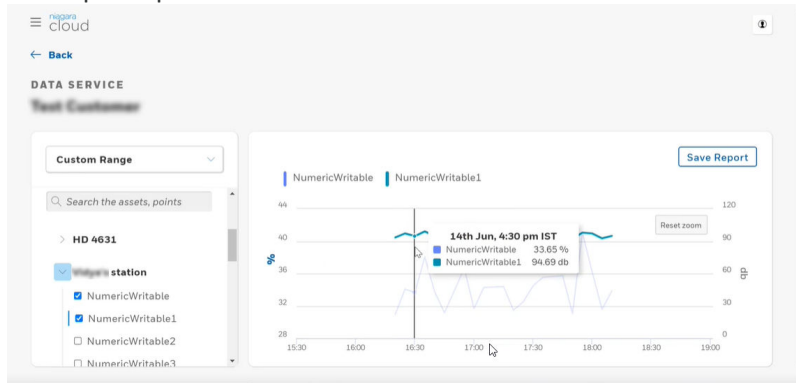 niagara
cloud
← Back
DATA SERVICE
Test Customer
Custom Range
Save Report
NumericWritable NumericWritable1
Search the assets, points
HD 4631
station
NumericWritable
NumericWritable1
NumericWritable2
NumericWritable3
44
40
36
32
28
%
120
90
60
30
0
db
Reset zoom
14th Jun, 4:30 pm IST
NumericWritable 33.65 %
NumericWritable1 94.69 db
15:30 16:00 16:30 17:00 17:30 18:00 18:30 19:00